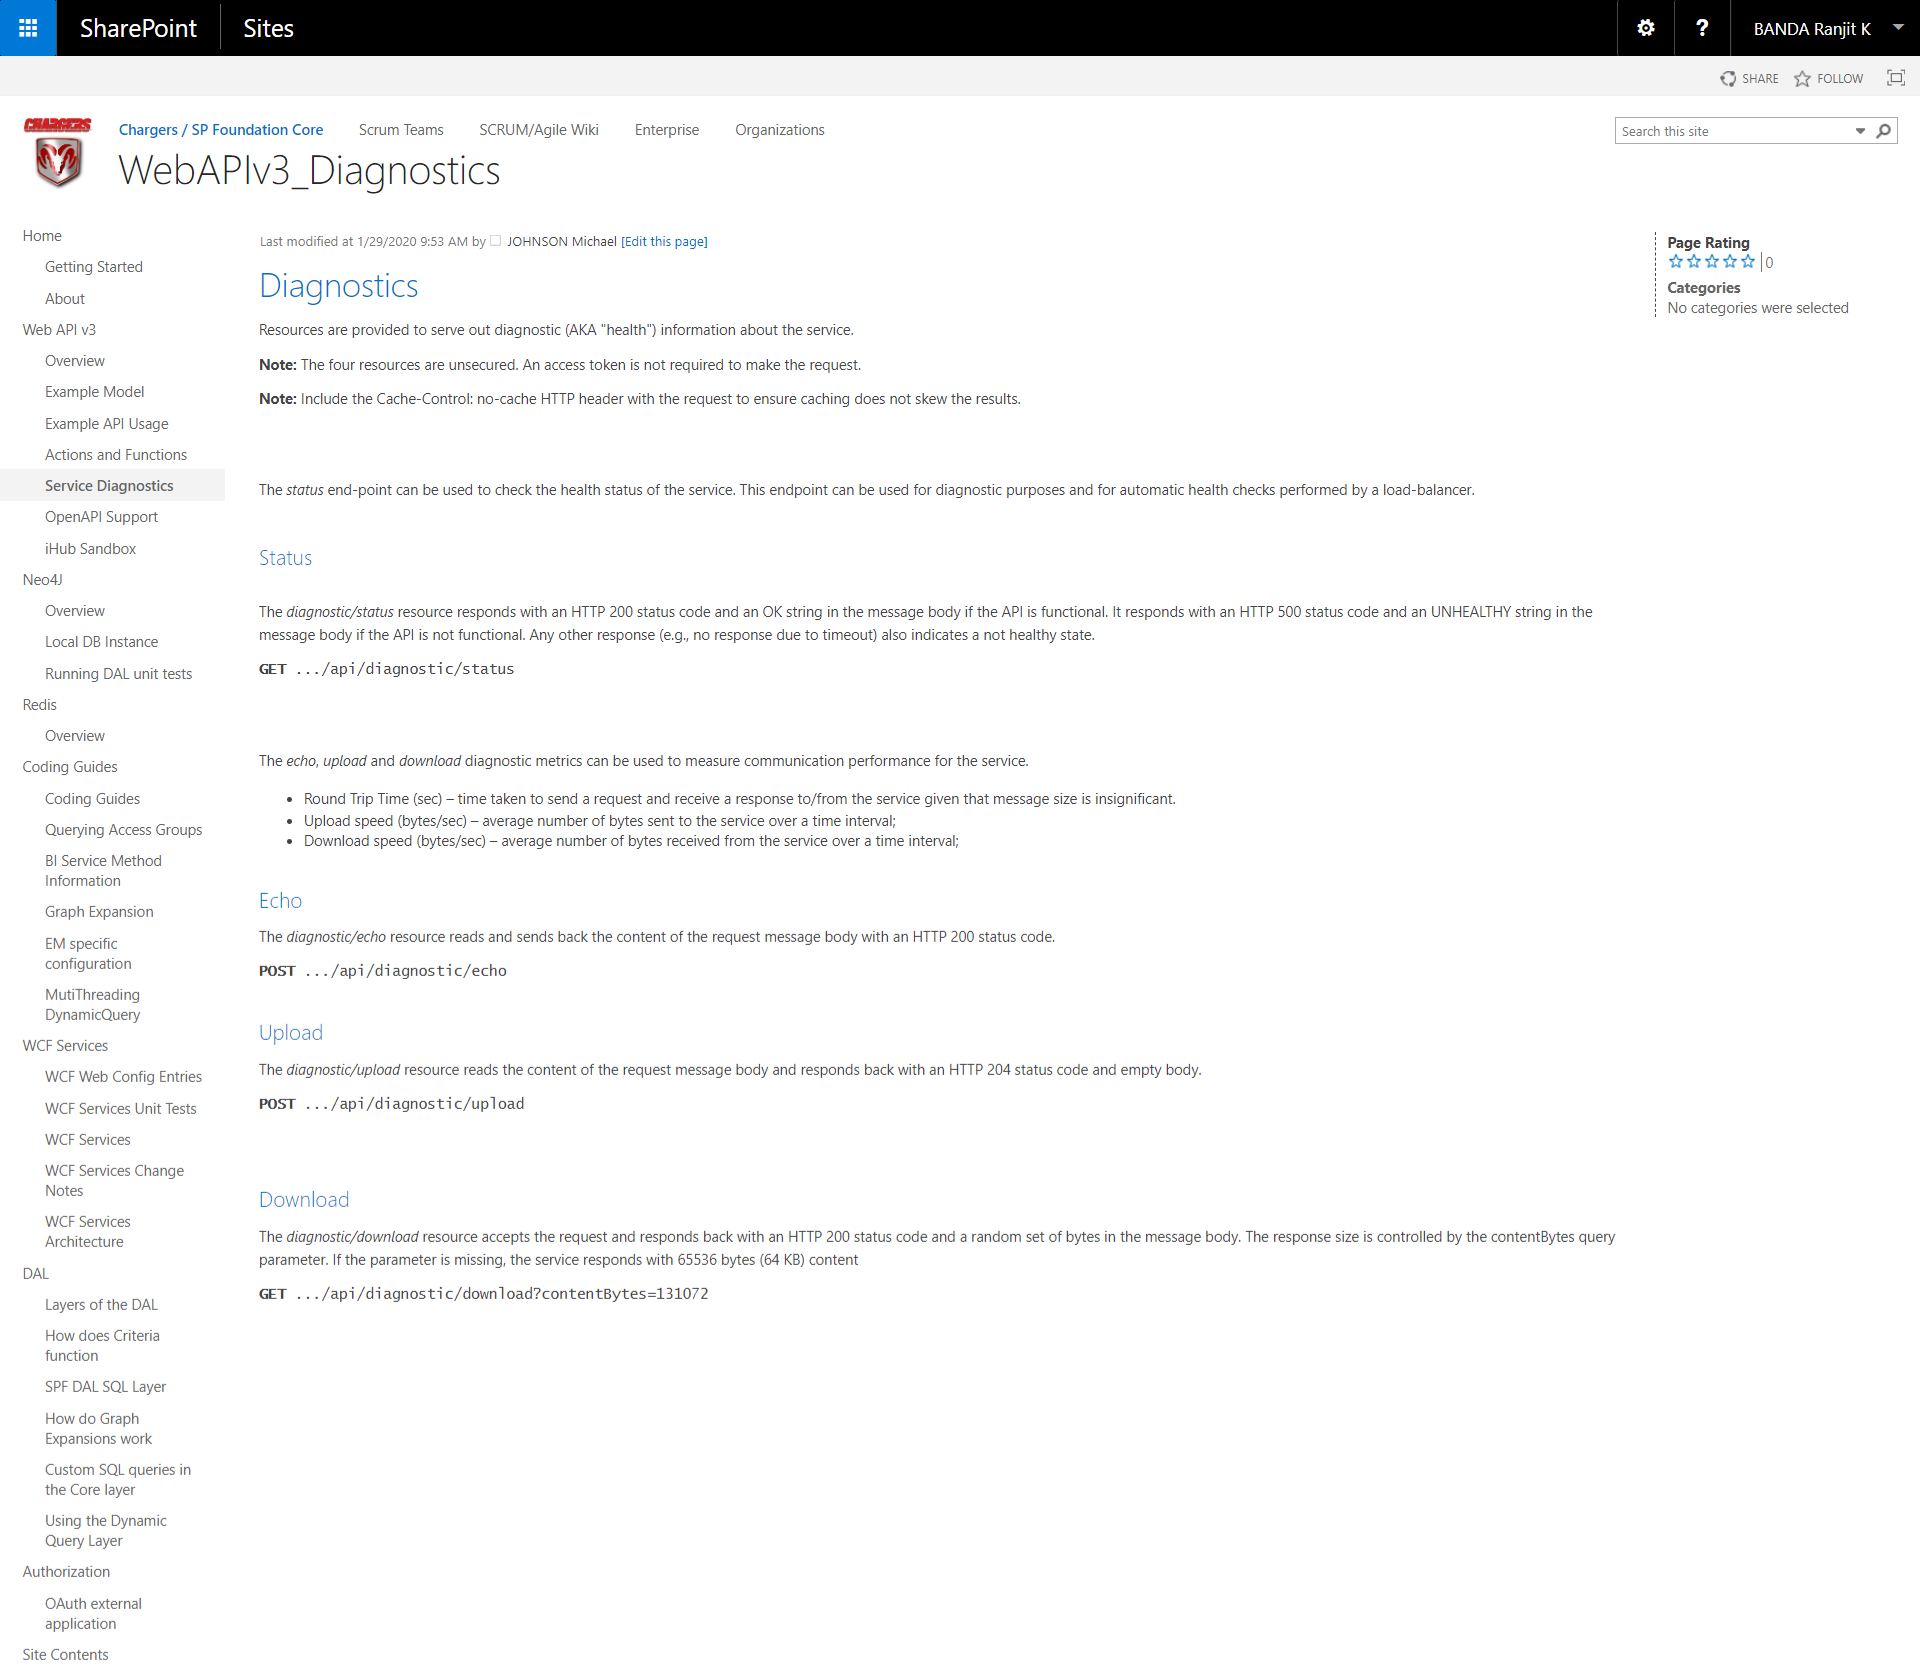 SharePoint
Sites
?
BANDA Ranjit K
SHARE
FOLLOW
CHARGERS
Chargers / SP Foundation Core
Scrum Teams
SCRUM/Agile Wiki
Enterprise
Organizations
Search this site
WebAPIv3_Diagnostics
Home
Getting Started
About
Web API v3
Overview
Example Model
Example API Usage
Actions and Functions
Service Diagnostics
OpenAPI Support
iHub Sandbox
Neo4J
Overview
Local DB Instance
Running DAL unit tests
Redis
Overview
Coding Guides
Coding Guides
Querying Access Groups
BI Service Method
Information
Graph Expansion
EM specific
configuration
MutiThreading
DynamicQuery
WCF Services
WCF Web Config Entries
WCF Services Unit Tests
WCF Services
WCF Services Change
Notes
WCF Services
Architecture
DAL
Layers of the DAL
How does Criteria
function
SPF DAL SQL Layer
How do Graph
Expansions work
Custom SQL queries in
the Core layer
Using the Dynamic
Query Layer
Authorization
OAuth external
application
Site Contents
Last modified at 1/29/2020 9:53 AM by JOHNSON Michael [Edit this page]
Diagnostics
Resources are provided to serve out diagnostic (AKA "health") information about the service.
Note: The four resources are unsecured. An access token is not required to make the request.
Note: Include the Cache-Control: no-cache HTTP header with the request to ensure caching does not skew the results.
The status end-point can be used to check the health status of the service. This endpoint can be used for diagnostic purposes and for automatic health checks performed by a load-balancer.
Status
The diagnostic/status resource responds with an HTTP 200 status code and an OK string in the message body if the API is functional. It responds with an HTTP 500 status code and an UNHEALTHY string in the
message body if the API is not functional. Any other response (e.g., no response due to timeout) also indicates a not healthy state.
GET .../api/diagnostic/status
The echo, upload and download diagnostic metrics can be used to measure communication performance for the service.
• Round Trip Time (sec) – time taken to send a request and receive a response to/from the service given that message size is insignificant.
• Upload speed (bytes/sec) – average number of bytes sent to the service over a time interval;
• Download speed (bytes/sec) – average number of bytes received from the service over a time interval;
Echo
The diagnostic/echo resource reads and sends back the content of the request message body with an HTTP 200 status code.
POST .../api/diagnostic/echo
Upload
The diagnostic/upload resource reads the content of the request message body and responds back with an HTTP 204 status code and empty body.
POST .../api/diagnostic/upload
Download
The diagnostic/download resource accepts the request and responds back with an HTTP 200 status code and a random set of bytes in the message body. The response size is controlled by the contentBytes query
parameter. If the parameter is missing, the service responds with 65536 bytes (64 KB) content
GET .../api/diagnostic/download?contentBytes=131072
Page Rating
0
Categories
No categories were selected